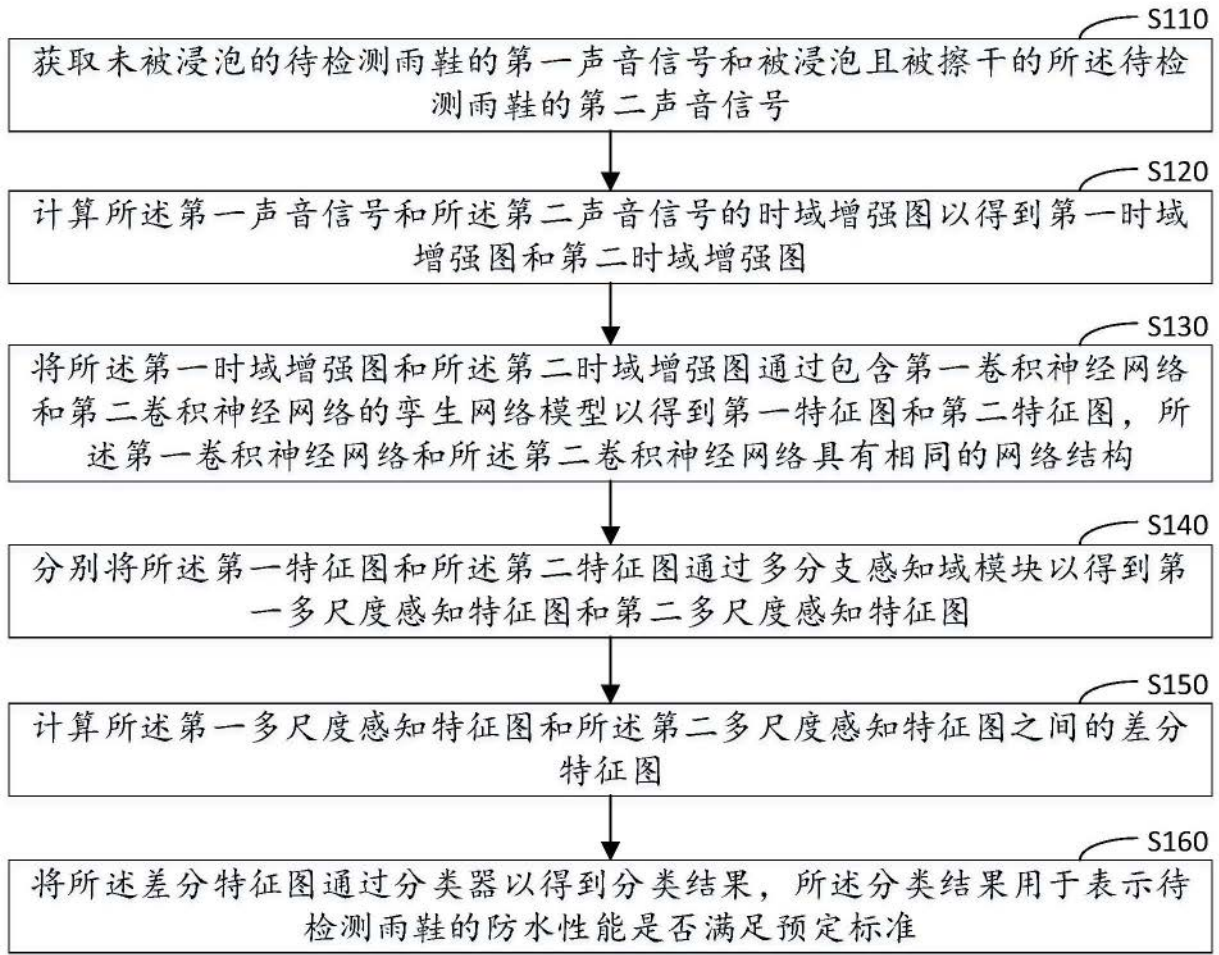 S110
获取未被浸泡的待检测雨鞋的第一声音信号和被浸泡且被擦干的所述待检
测雨鞋的第二声音信号
S120
计算所述第一声音信号和所述第二声音信号的时域增强图以得到第一时域
增强图和第二时域增强图
S130
将所述第一时域增强图和所述第二时域增强图通过包含第一卷积神经网络
和第二卷积神经网络的孪生网络模型以得到第一特征图和第二特征图，所
述第一卷积神经网络和所述第二卷积神经网络具有相同的网络结构
S140
分别将所述第一特征图和所述第二特征图通过多分支感知域模块以得到第
一多尺度感知特征图和第二多尺度感知特征图
S150
计算所述第一多尺度感知特征图和所述第二多尺度感知特征图之间的差分
特征图
S160
将所述差分特征图通过分类器以得到分类结果，所述分类结果用于表示待
检测雨鞋的防水性能是否满足预定标准